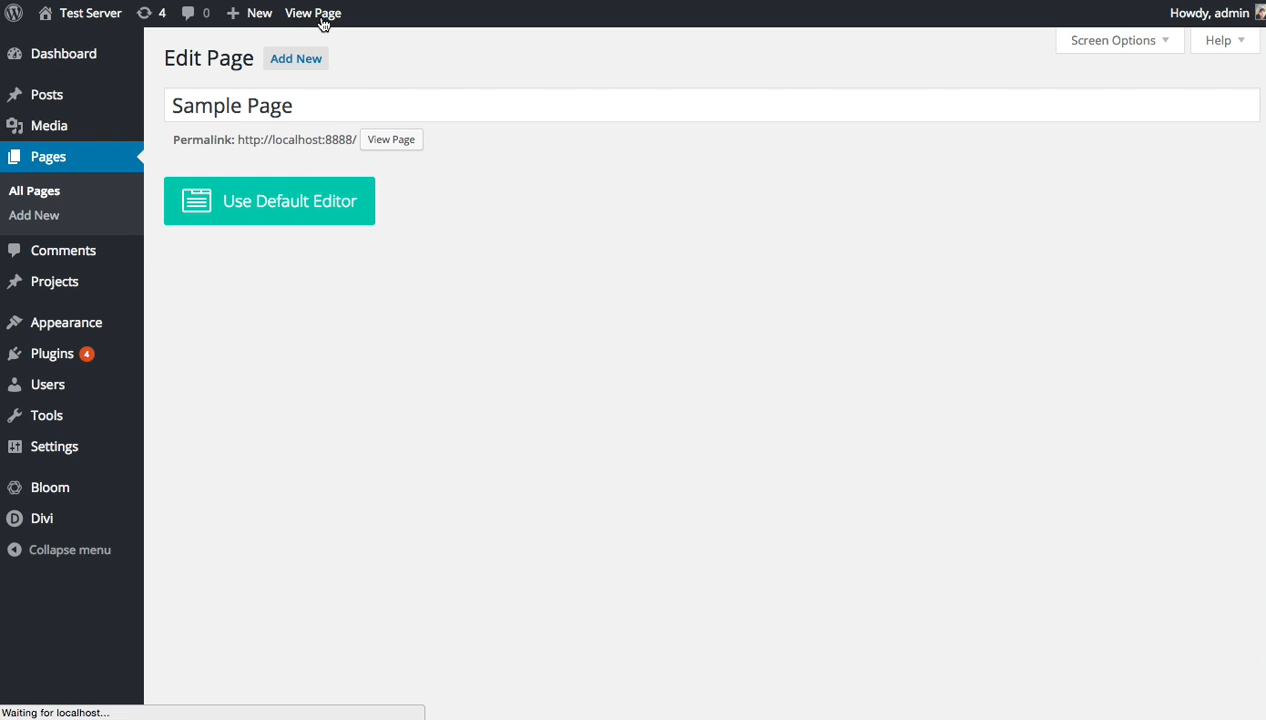 Test Server 4 0 New View Page Howdy, admin
Screen Options Help
Dashboard
Posts
Media
Pages
All Pages
Add New
Comments
Projects
Appearance
Plugins 4
Users
Tools
Settings
Bloom
Divi
Collapse menu
Edit Page Add New
Sample Page
Permalink: http://localhost:8888/ View Page
Use Default Editor
Waiting for localhost...